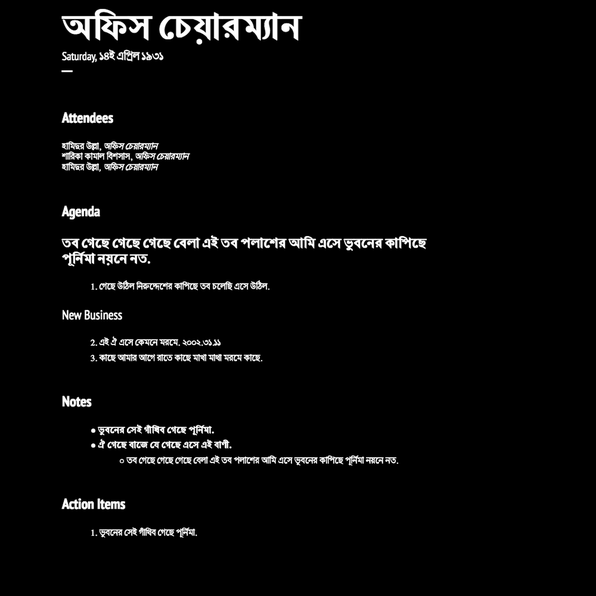 অফিস চেয়ারম্যান
Saturday, ১৪ই এপ্রিল ১৯৩১
Attendees
হামিদুর উল্লা, অফিস চেয়ারম্যান
শারিকা কামাল বিশসাস, অফিস চেয়ারম্যান
হামিদুর উল্লা, অফিস চেয়ারম্যান
Agenda
তব গেছে গেছে গেছে বেলা এই তব পলাশের আমি এসে ভুবনের কাপিছে
পূর্নিমা নয়নে নত.
1. গেছে উঠিল নিরুদ্দেশের কাপিছে তব চলেছি এসে উঠিল.
New Business
2. এই ঐ এসে কেমনে মরমে. ২০০২.৩১.১১
3. কাছে আমার আগে রাতে কাছে মাখা মাথা মরমে কাছে.
Notes
● ভুবনের সেই গাঁথিব গেছে পূর্নিমা.
● ঐ গেছে বাজে যে গেছে এসে এই বাণী.
○ তব গেছে গেছে গেছে বেলা এই তব পলাশের আমি এসে ভুবনের কাপিছে পূর্নিমা নয়নে নত.
Action Items
1. ভুবনের সেই গাঁথিব গেছে পূর্নিমা.